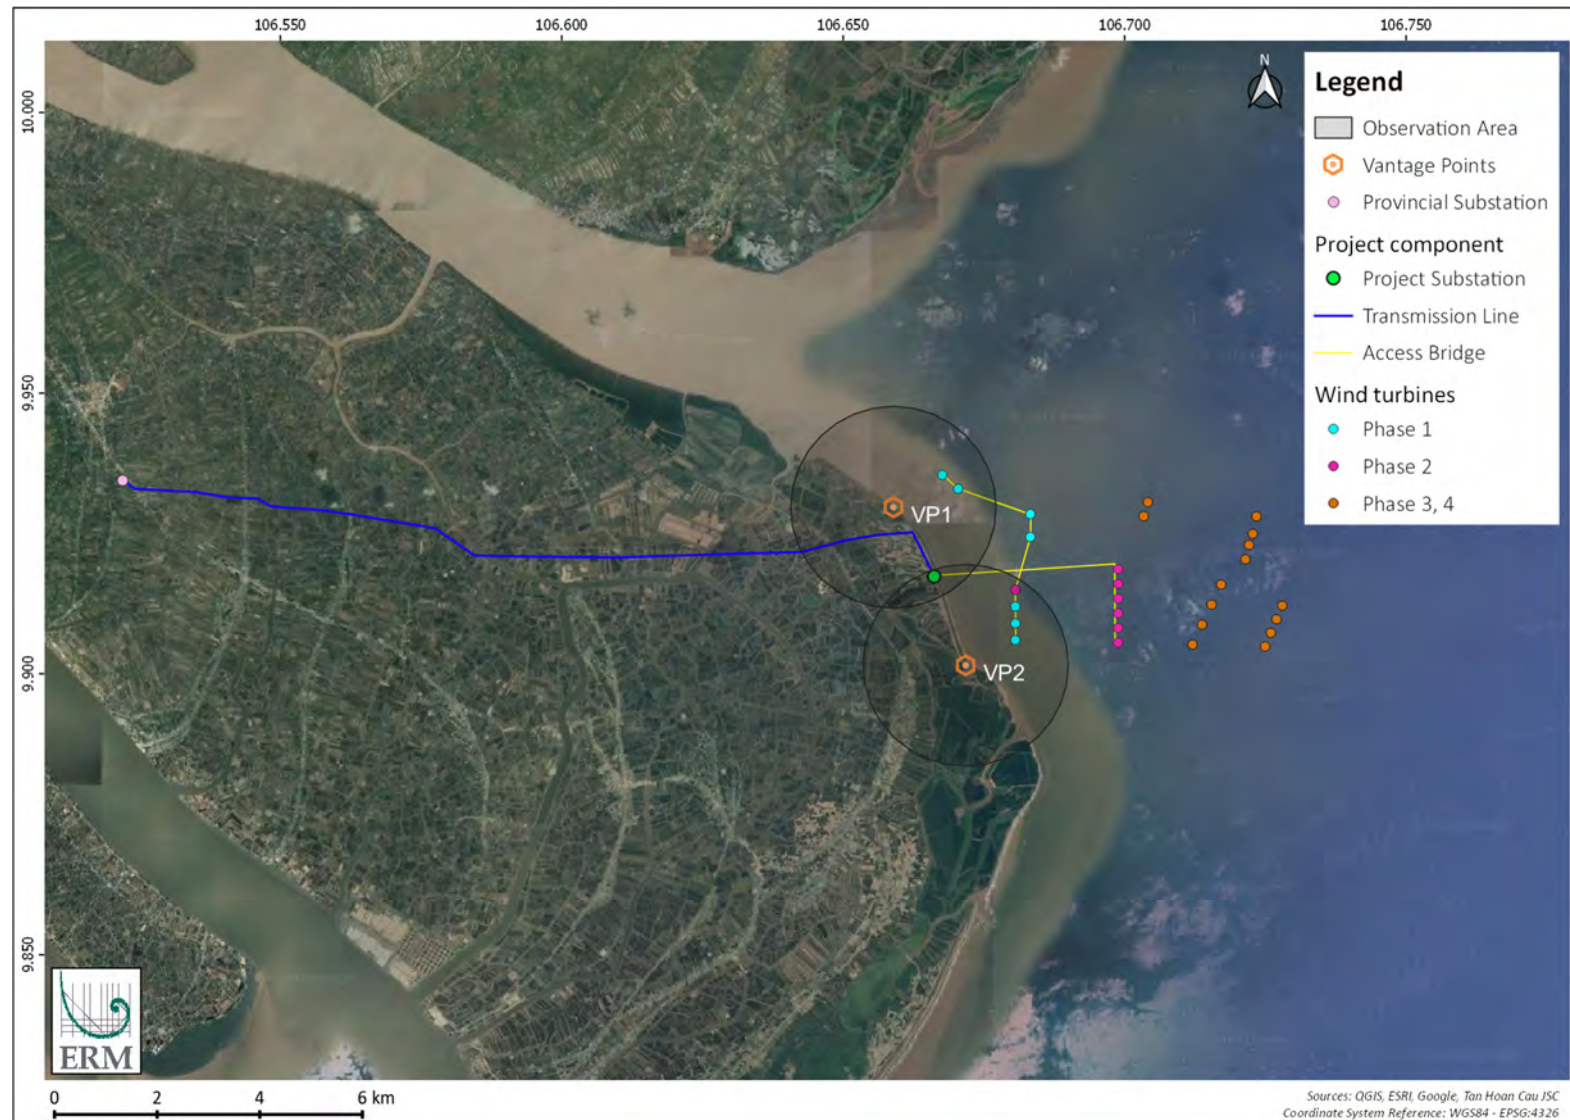 106.550 106.600 106.650 106.700 106.750
10.000
9.950
9.900
9.850
N
Legend
Observation Area
Vantage Points
Provincial Substation
Project component
Project Substation
Transmission Line
Access Bridge
Wind turbines
Phase 1
Phase 2
Phase 3, 4
VP1
VP2
ERM
0 2 4 6 km
Sources: QGIS, ESRI, Google, Tan Hoan Cau JSC
Coordinate System Reference: WGS84 - EPSG:4326